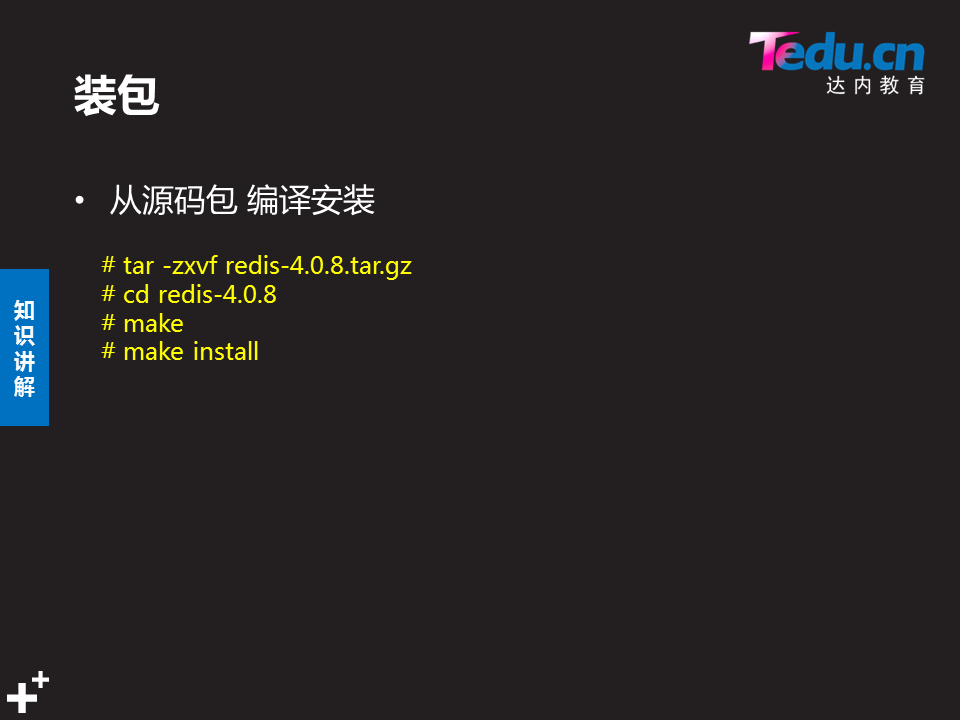 Tedu.cn
达内教育
装包
• 从源码包 编译安装
# tar -zxvf redis-4.0.8.tar.gz
# cd redis-4.0.8
# make
# make install
知
识
讲
解